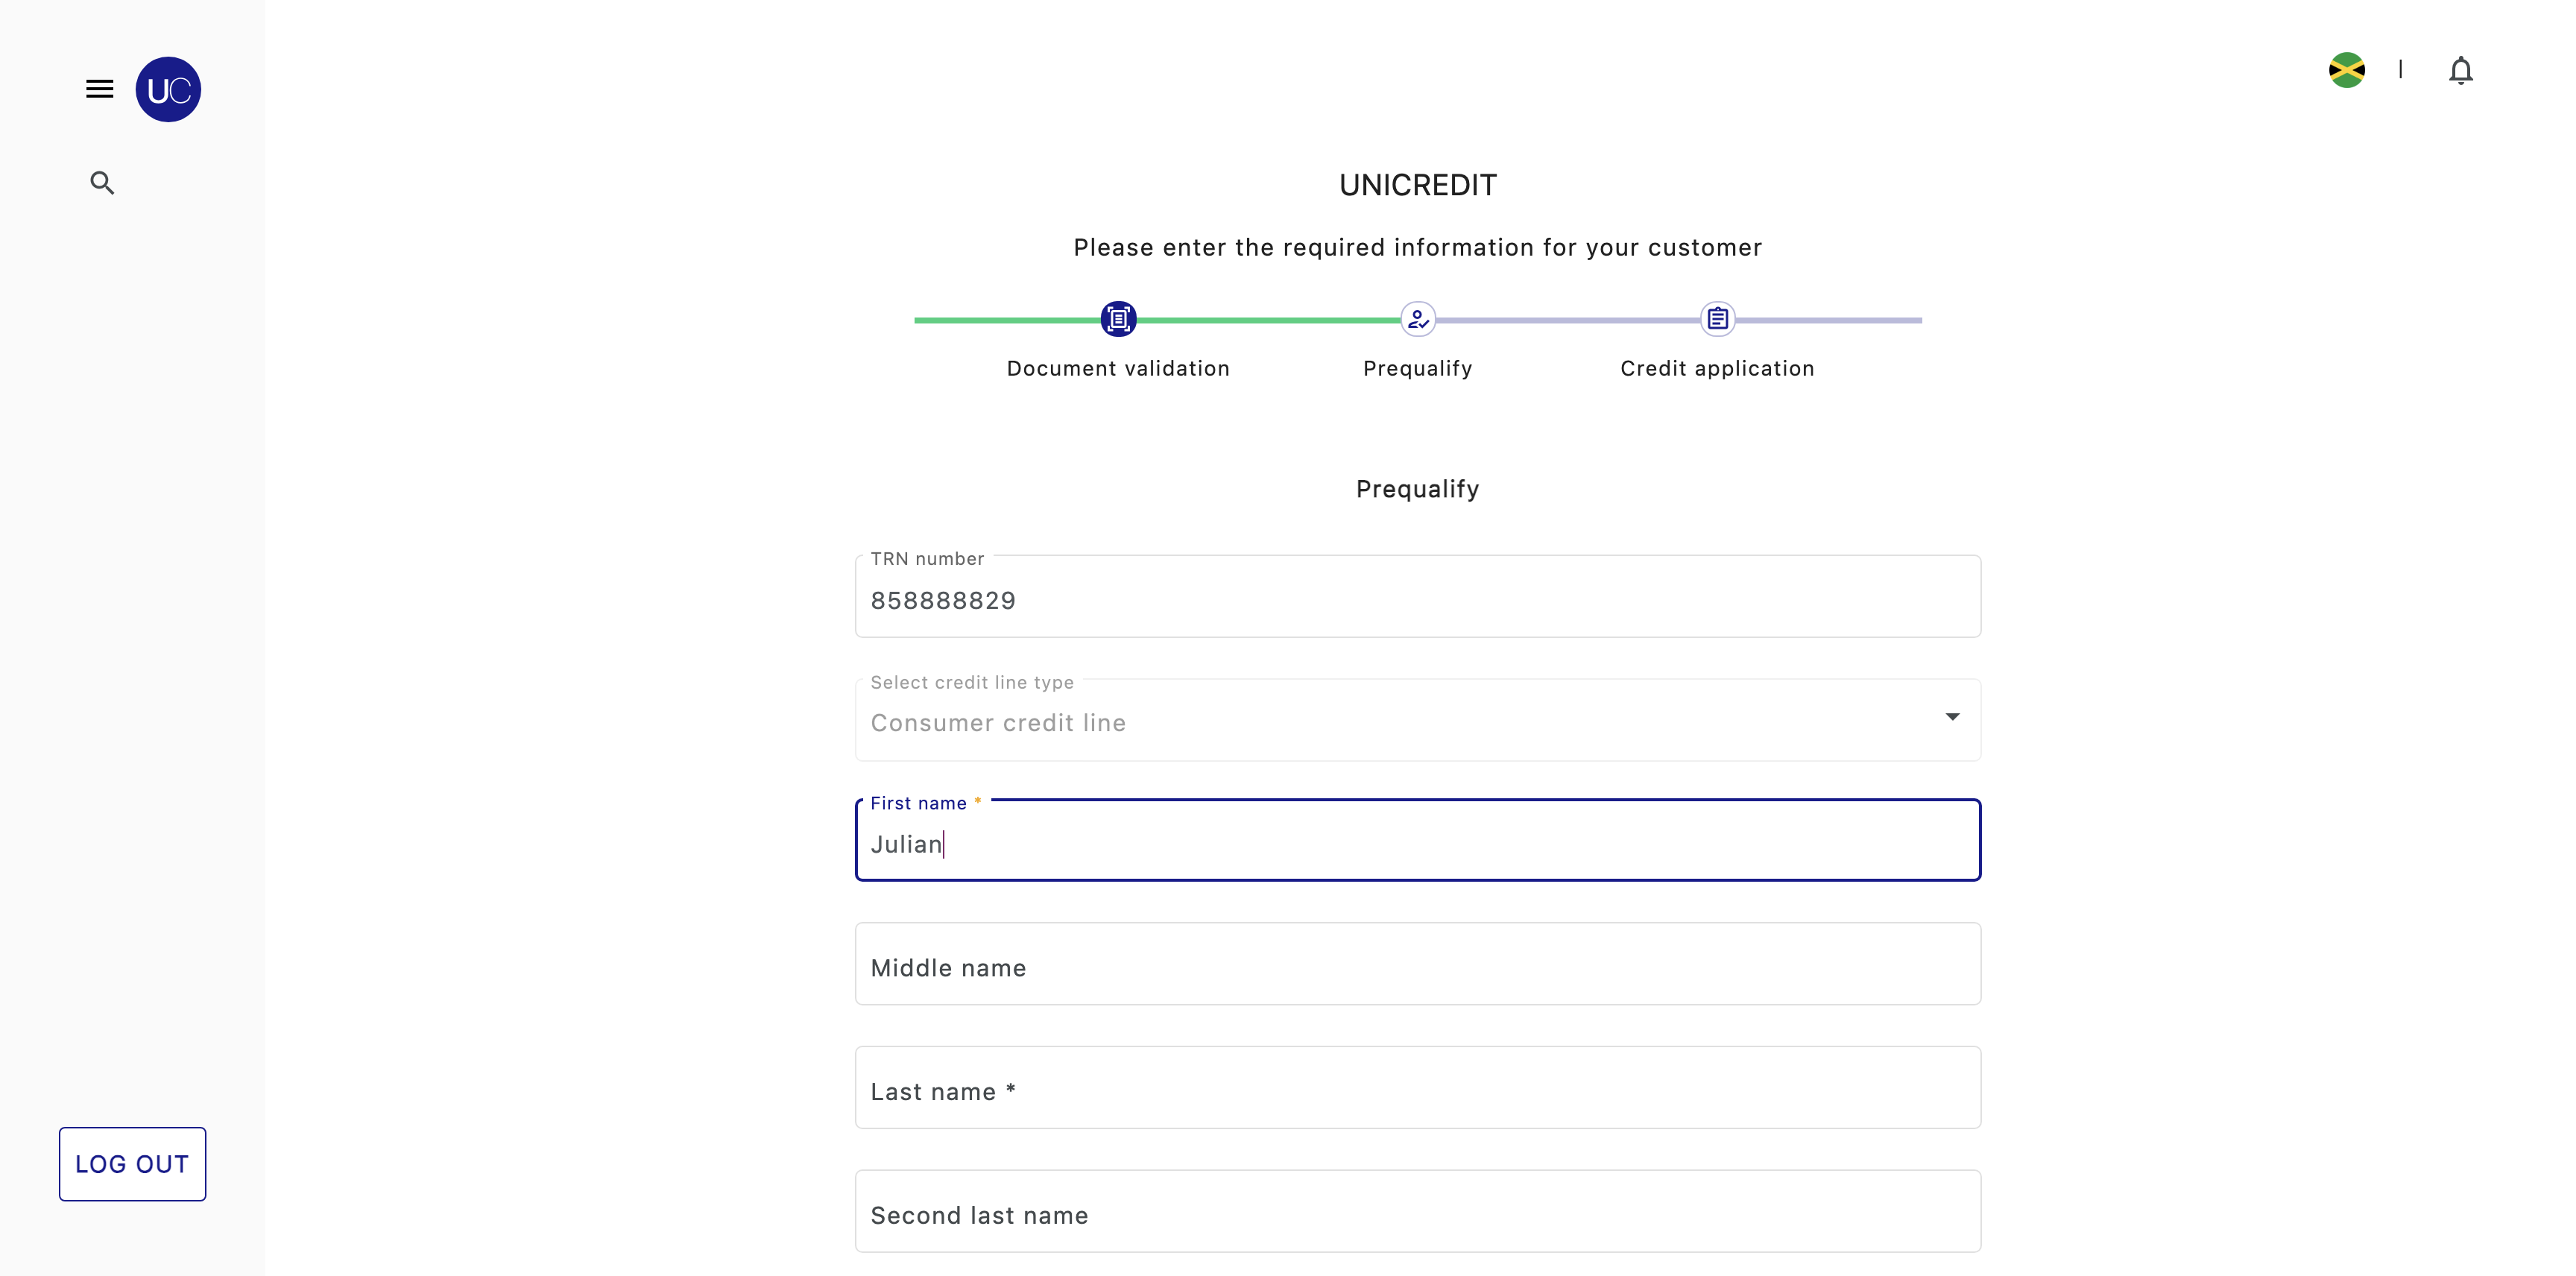 UC
UNICREDIT
Please enter the required information for your customer
Document validation
Prequalify
Credit application
Prequalify
TRN number
858888829
Select credit line type
Consumer credit line
First name *
Julian
Middle name
Last name *
Second last name
LOG OUT